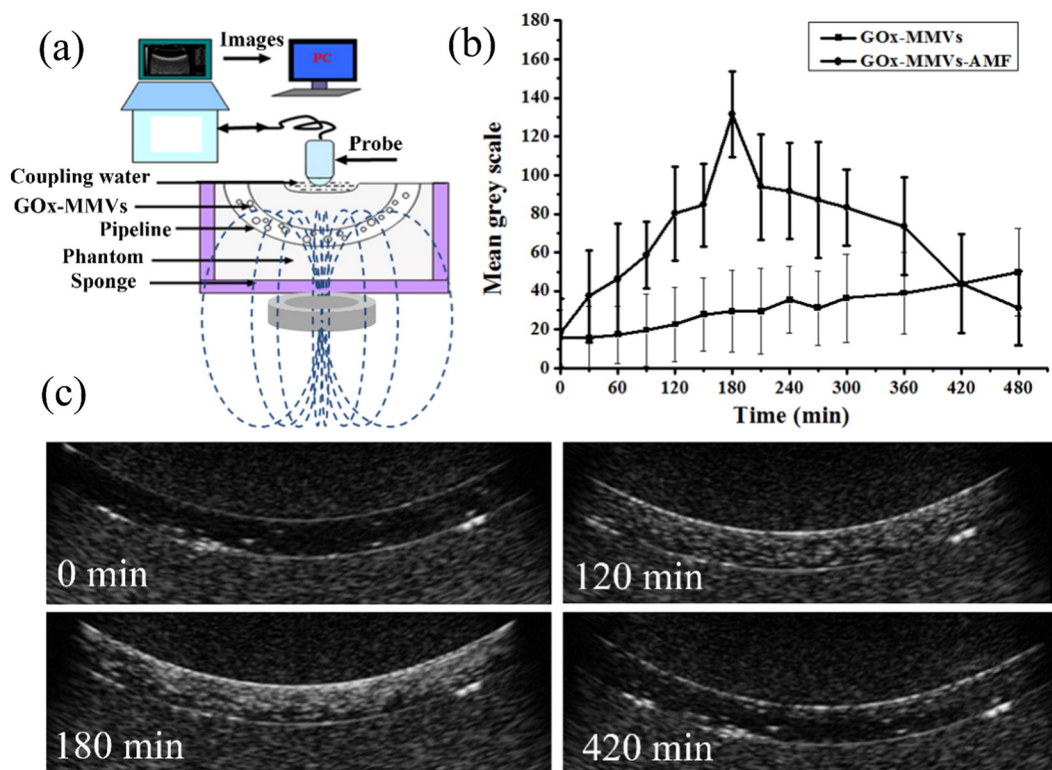 (a)
Images
PC
Probe
Coupling water
GOx-MMVs
Pipeline
Phantom
Sponge
(b)
180
160
140
120
100
80
60
40
20
0
Mean grey scale
GOx-MMVs
GOx-MMVs-AMF
0 60 120 180 240 300 360 420 480
Time (min)
(c)
0 min
120 min
180 min
420 min